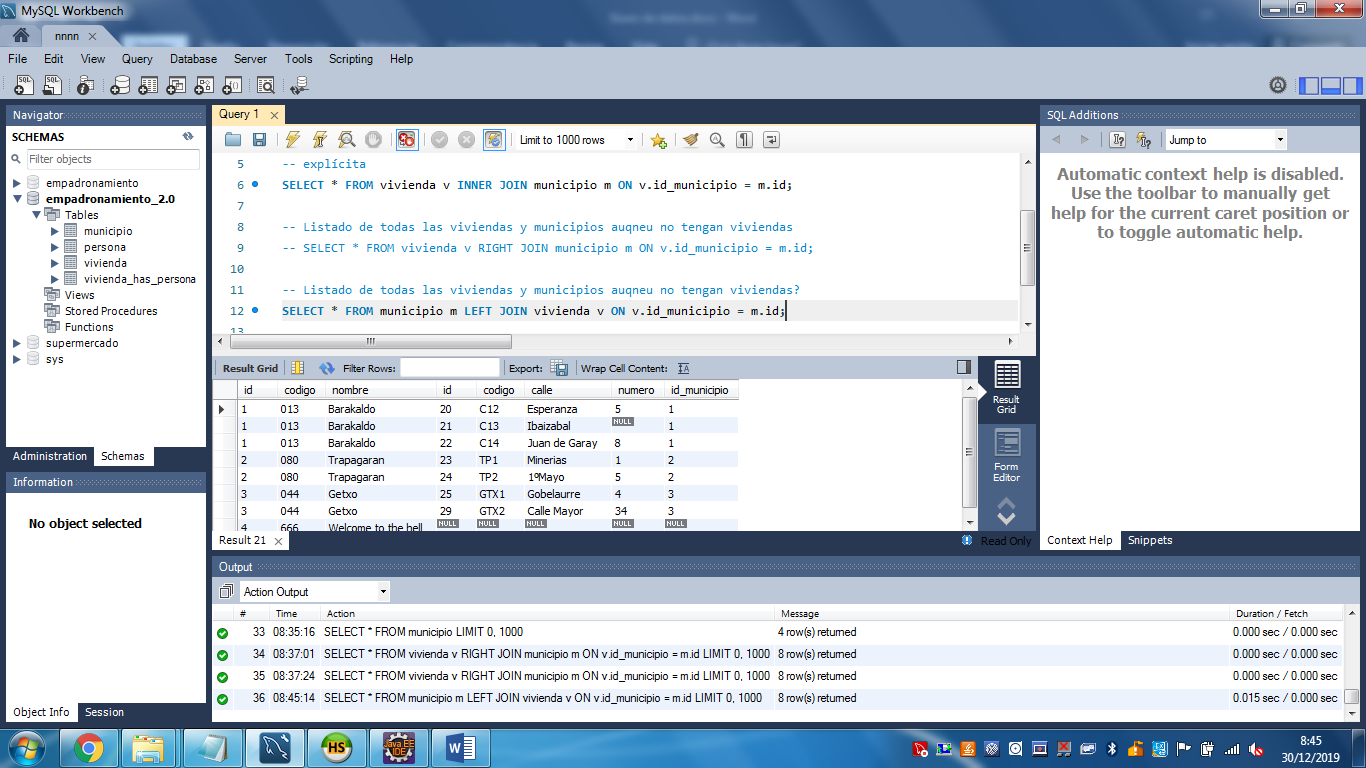 MySQL Workbench
nnnn
File Edit View Query Database Server Tools Scripting Help
Navigator
SCHEMAS
Filter objects
empadronamiento
empadronamiento_2.0
Tables
municipio
persona
vivienda
vivienda_has_persona
Views
Stored Procedures
Functions
supermercado
sys
Administration Schemas
Information
No object selected
Object Info Session
Query 1
Limit to 1000 rows
5 -- explícita
6 SELECT * FROM vivienda v INNER JOIN municipio m ON v.id_municipio = m.id;
7
8 -- Listado de todas las viviendas y municipios auqneu no tengan viviendas
9 -- SELECT * FROM vivienda v RIGHT JOIN municipio m ON v.id_municipio = m.id;
10
11 -- Listado de todas las viviendas y municipios auqneu no tengan viviendas?
12 SELECT * FROM municipio m LEFT JOIN vivienda v ON v.id_municipio = m.id;
13
Result Grid Filter Rows: Export: Wrap Cell Content:
id codigo nombre id codigo calle numero id_municipio
1 013 Barakaldo 20 C12 Esperanza 5 1
1 013 Barakaldo 21 C13 Ibaizabal NULL 1
1 013 Barakaldo 22 C14 Juan de Garay 8 1
2 080 Trapagaran 23 TP1 Minerias 1 2
2 080 Trapagaran 24 TP2 1ºMayo 5 2
3 044 Getxo 25 GTX1 Gobelaurre 4 3
3 044 Getxo 29 GTX2 Calle Mayor 34 3
4 666 Welcome to the hell NULL NULL NULL NULL NULL
Result Grid
Form Editor
Result 21
Read Only
SQL Additions
Jump to
Automatic context help is disabled.
Use the toolbar to manually get
help for the current caret position or
to toggle automatic help.
Context Help Snippets
Output
Action Output
# Time Action Message Duration / Fetch
33 08:35:16 SELECT * FROM municipio LIMIT 0, 1000 4 row(s) returned 0.000 sec / 0.000 sec
34 08:37:01 SELECT * FROM vivienda v RIGHT JOIN municipio m ON v.id_municipio = m.id LIMIT 0, 1000 8 row(s) returned 0.000 sec / 0.000 sec
35 08:37:24 SELECT * FROM vivienda v RIGHT JOIN municipio m ON v.id_municipio = m.id LIMIT 0, 1000 8 row(s) returned 0.000 sec / 0.000 sec
36 08:45:14 SELECT * FROM municipio m LEFT JOIN vivienda v ON v.id_municipio = m.id LIMIT 0, 1000 8 row(s) returned 0.015 sec / 0.000 sec
HS
Java EE
IDE
W
8:45
30/12/2019